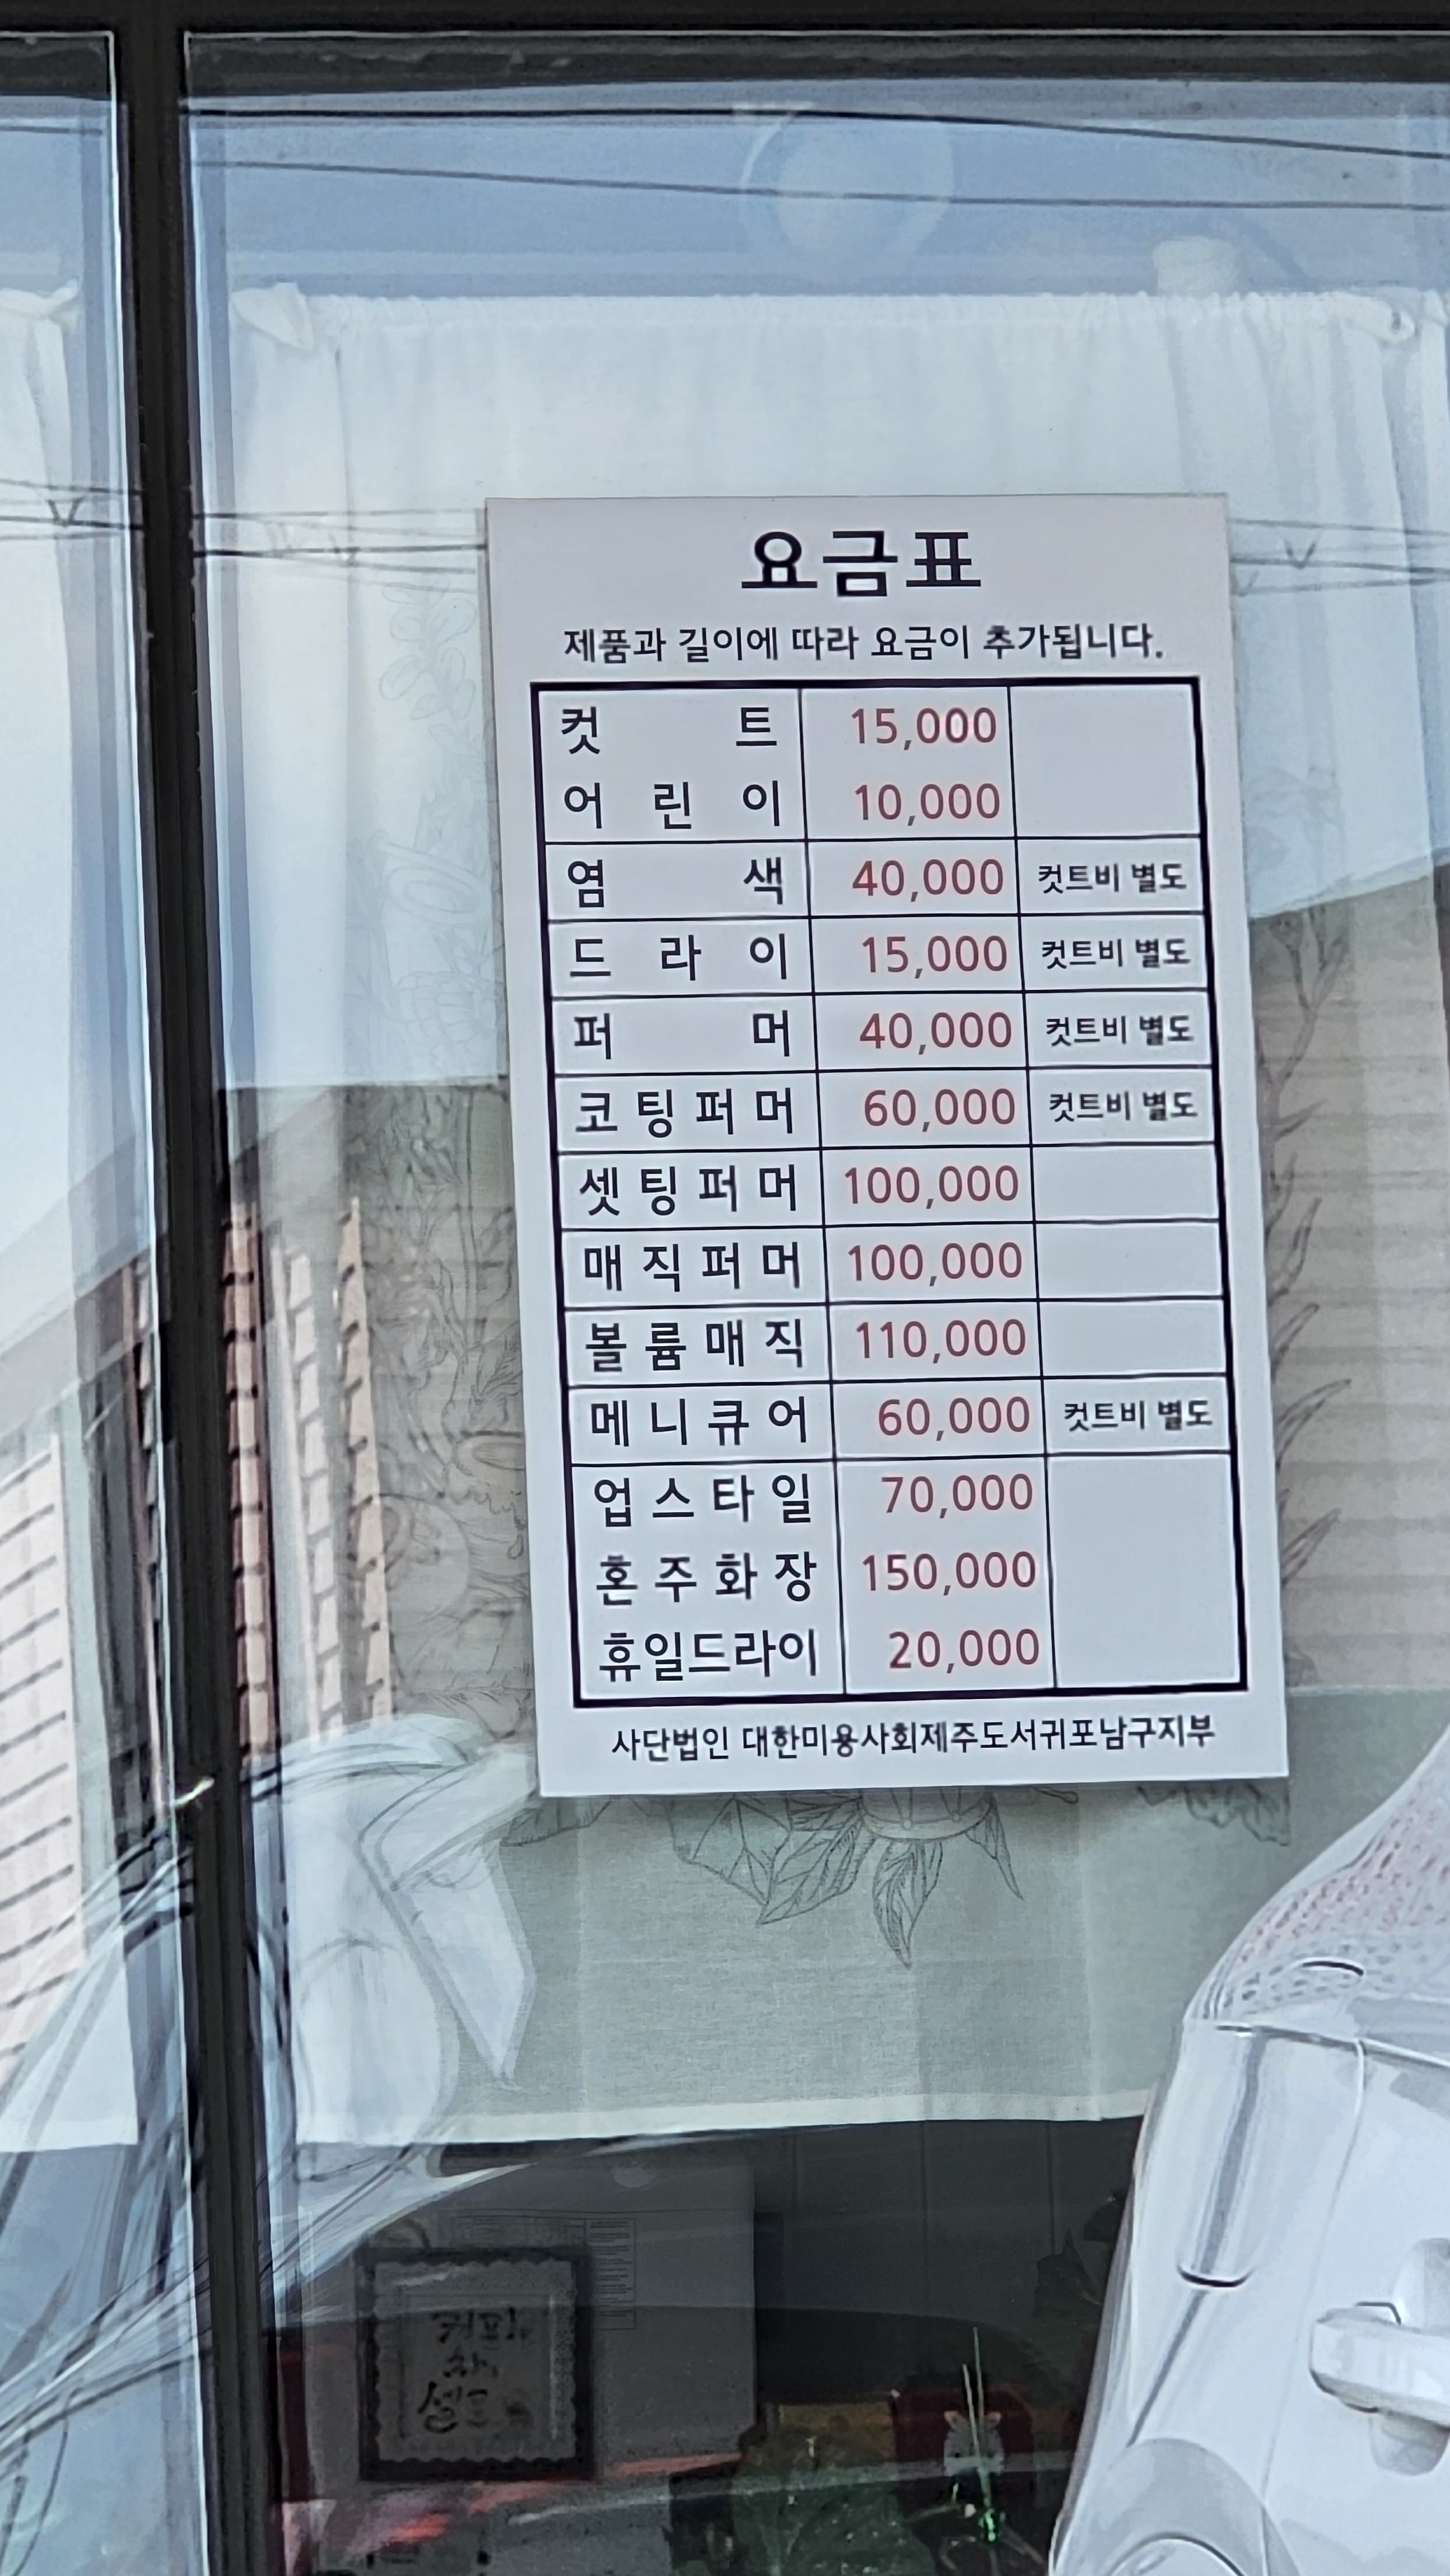 요금표
제품과 길이에 따라 요금이 추가됩니다.
컷트 15,000
어린이 10,000
염색 40,000 컷트비 별도
드라이 15,000 컷트비 별도
퍼머 40,000 컷트비 별도
코팅퍼머 60,000 컷트비 별도
셋팅퍼머 100,000
매직퍼머 100,000
볼륨매직 110,000
메니큐어 60,000 컷트비 별도
업스타일 70,000
혼주화장 150,000
휴일드라이 20,000
사단법인 대한미용사회제주도서귀포남구지부
커피